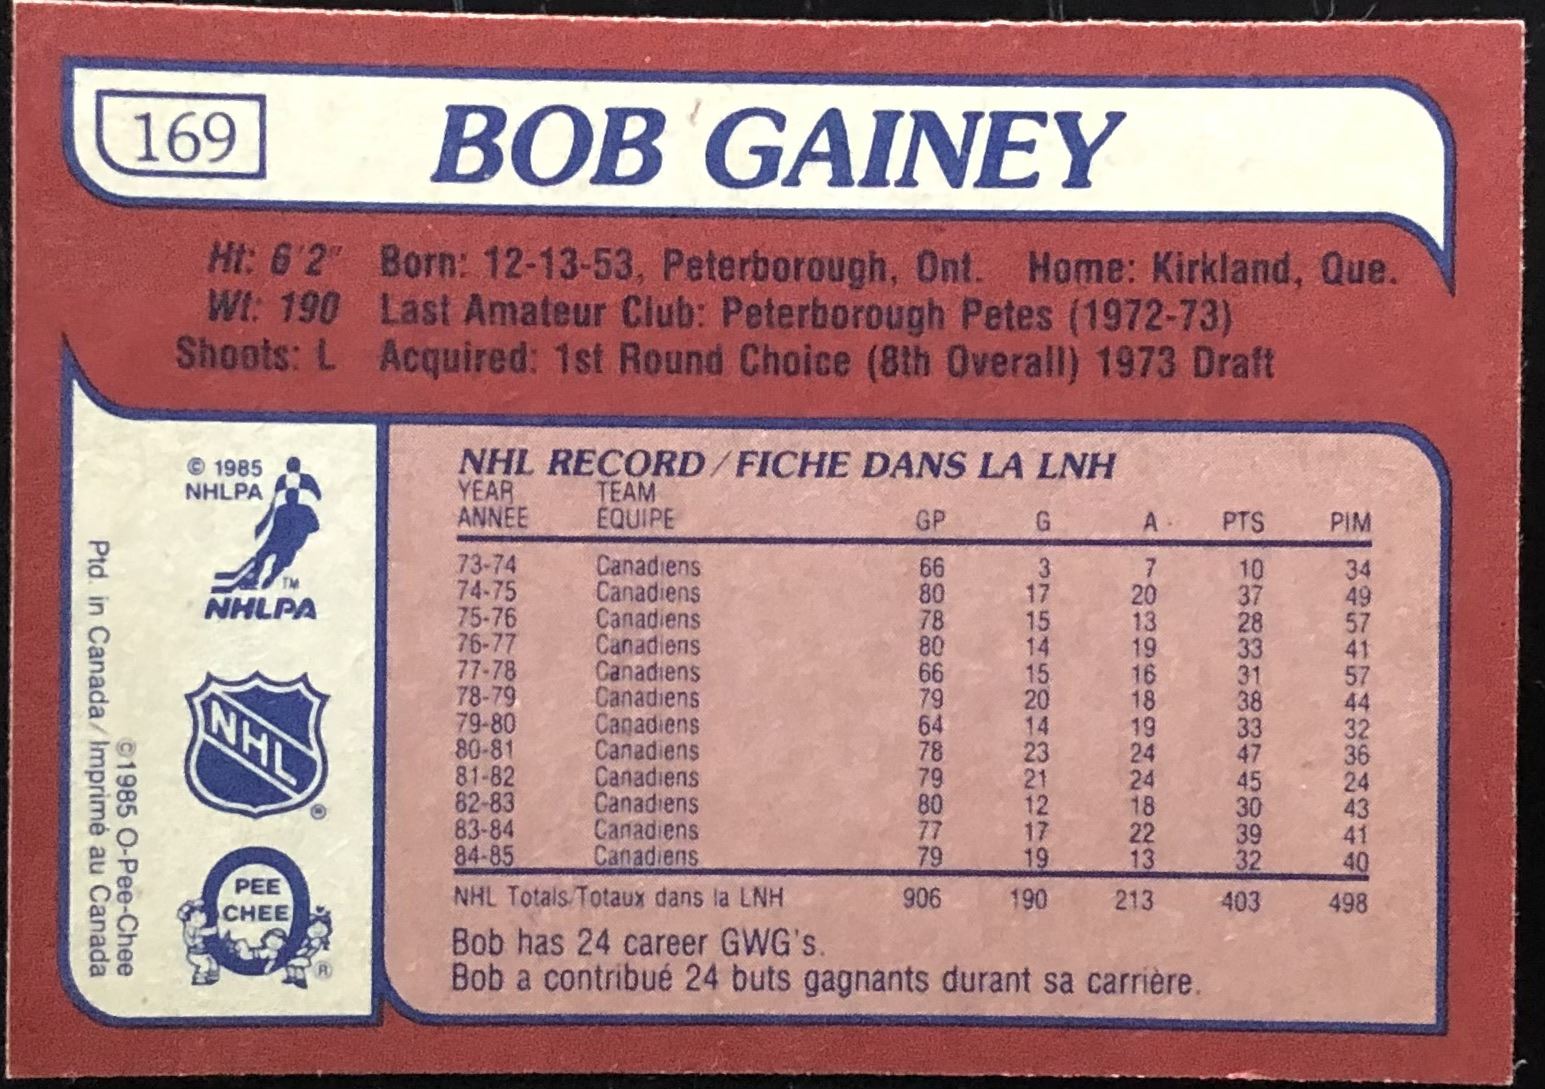 169
BOB GAINEY
Ht: 6'2" Born: 12-13-53, Peterborough, Ont. Home: Kirkland, Que.
Wt: 190 Last Amateur Club: Peterborough Petes (1972-73)
Shoots: L Acquired: 1st Round Choice (8th Overall) 1973 Draft
© 1985
NHLPA
TM
NHLPA
NHL
®
PEE
CHEE
®
©1985 O-Pee-Chee
Ptd. in Canada/Imprimé au Canada
NHL RECORD/FICHE DANS LA LNH
YEAR TEAM
ANNÉE ÉQUIPE GP G A PTS PIM
73-74 Canadiens 66 3 7 10 34
74-75 Canadiens 80 17 20 37 49
75-76 Canadiens 78 15 13 28 57
76-77 Canadiens 80 14 19 33 41
77-78 Canadiens 66 15 16 31 57
78-79 Canadiens 79 20 18 38 44
79-80 Canadiens 64 14 19 33 32
80-81 Canadiens 78 23 24 47 36
81-82 Canadiens 79 21 24 45 24
82-83 Canadiens 80 12 18 30 43
83-84 Canadiens 77 17 22 39 41
84-85 Canadiens 79 19 13 32 40
NHL Totals/Totaux dans la LNH 906 190 213 403 498
Bob has 24 career GWG's.
Bob a contribué 24 buts gagnants durant sa carrière.